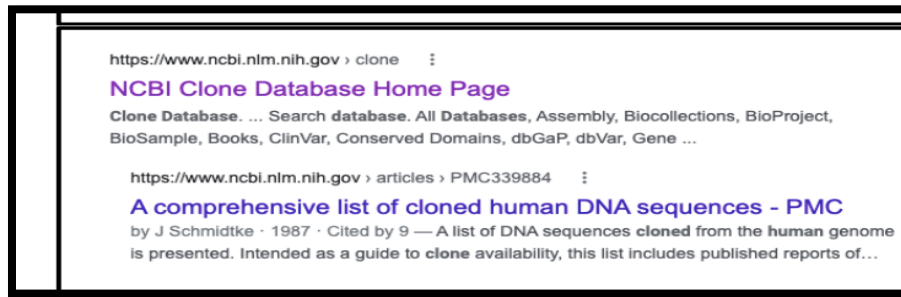 https://www.ncbi.nlm.nih.gov › clone
NCBI Clone Database Home Page
Clone Database. ... Search database. All Databases, Assembly, Biocollections, BioProject,
BioSample, Books, ClinVar, Conserved Domains, dbGaP, dbVar, Gene ...
https://www.ncbi.nlm.nih.gov › articles › PMC339884
A comprehensive list of cloned human DNA sequences - PMC
by J Schmidtke · 1987 · Cited by 9 — A list of DNA sequences cloned from the human genome
is presented. Intended as a guide to clone availability, this list includes published reports of...